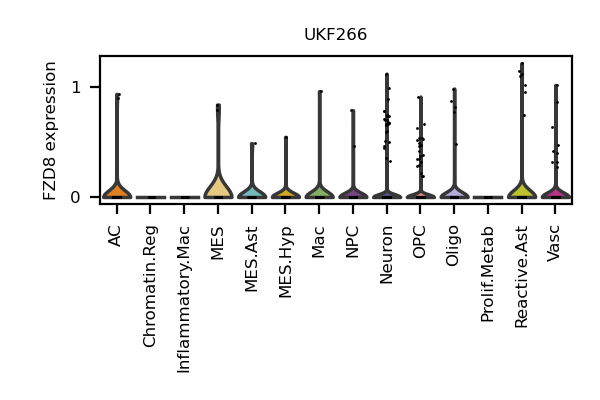 UKF266
FZD8 expression
1
0
AC
Chromatin.Reg
Inflammatory.Mac
MES
MES.Ast
MES.Hyp
Mac
NPC
Neuron
OPC
Oligo
Prolif.Metab
Reactive.Ast
Vasc